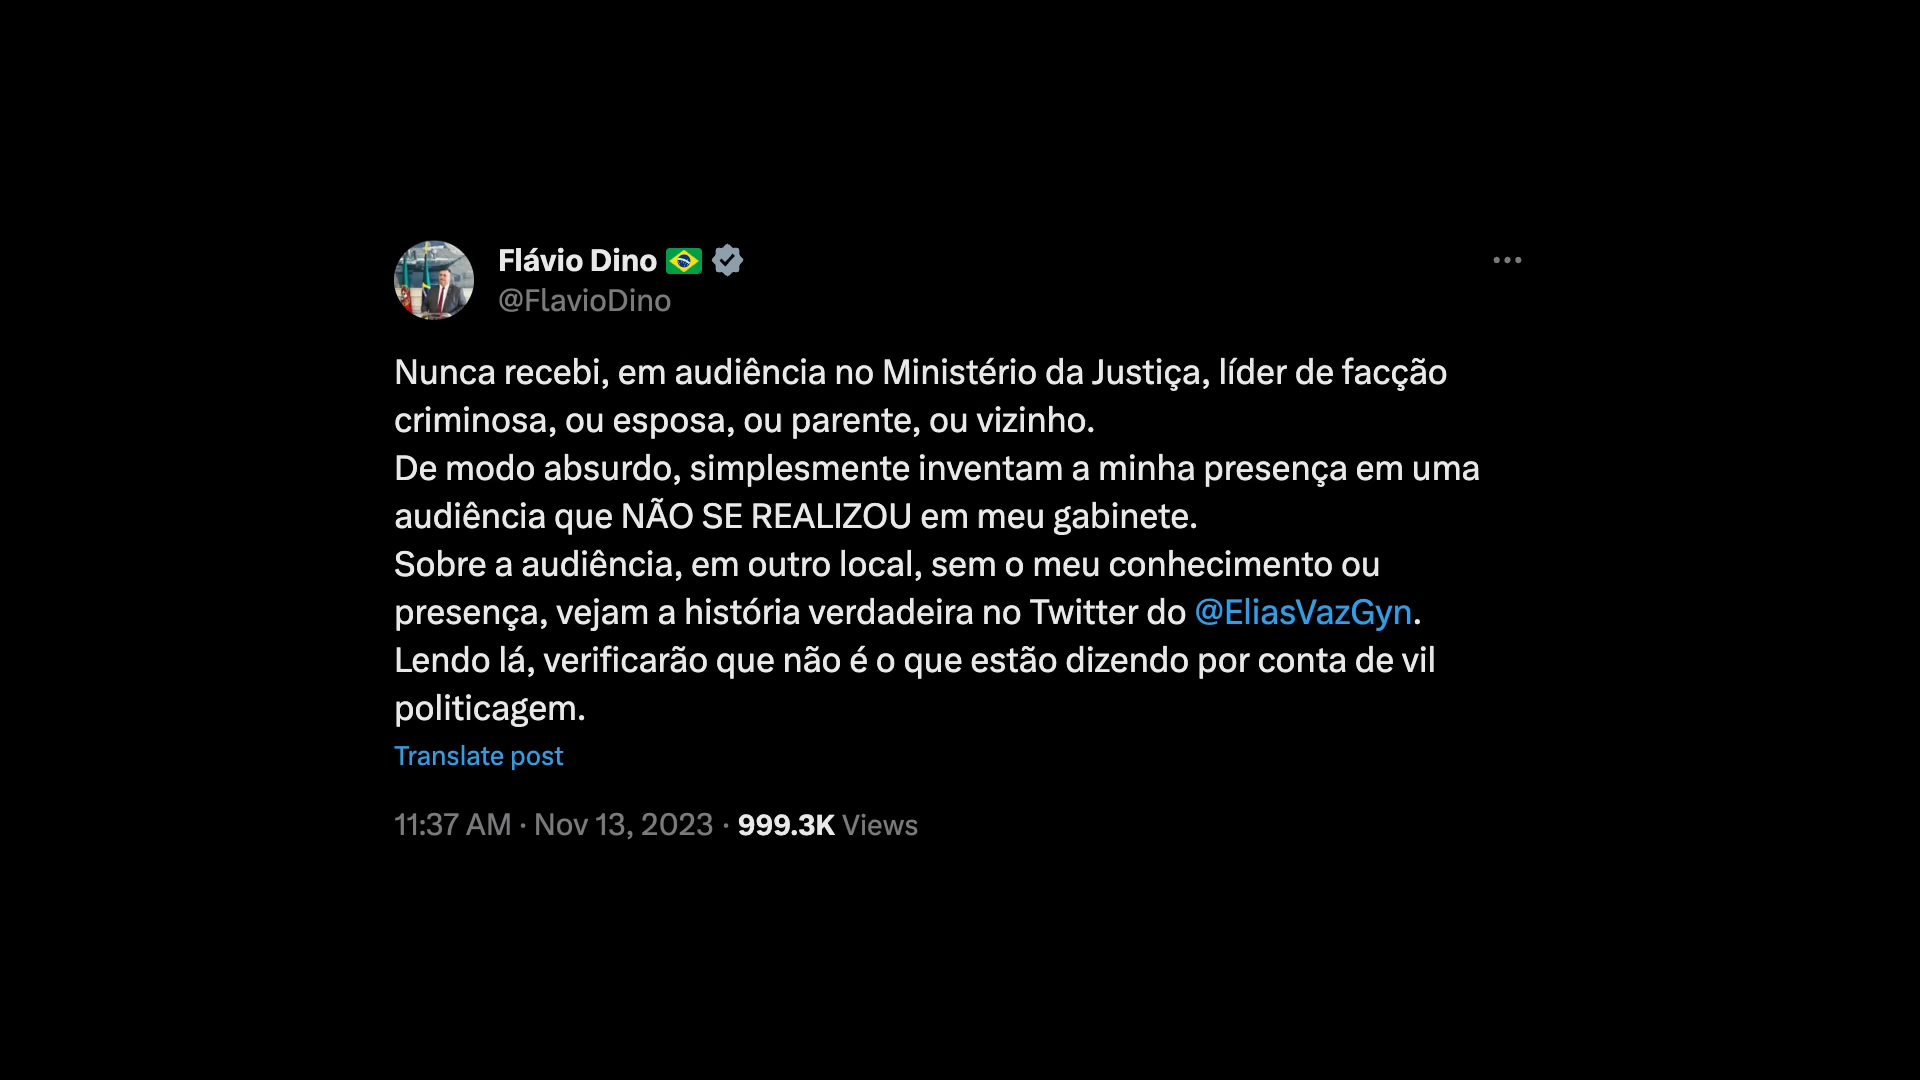 Flávio Dino 🇧🇷
@FlavioDino
Nunca recebi, em audiência no Ministério da Justiça, líder de facção
criminosa, ou esposa, ou parente, ou vizinho.
De modo absurdo, simplesmente inventam a minha presença em uma
audiência que NÃO SE REALIZOU em meu gabinete.
Sobre a audiência, em outro local, sem o meu conhecimento ou
presença, vejam a história verdadeira no Twitter do @EliasVazGyn.
Lendo lá, verificarão que não é o que estão dizendo por conta de vil
politicagem.
Translate post
11:37 AM · Nov 13, 2023 · 999.3K Views